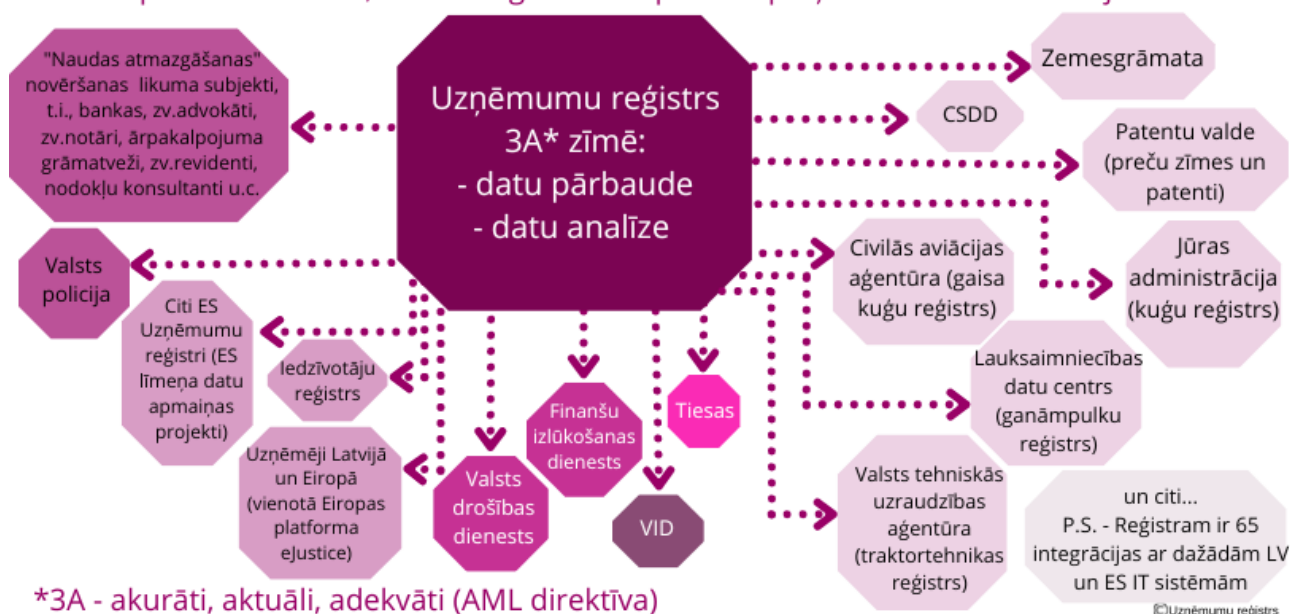 "Naudas atmazgāšanas"
novēršanas likuma subjekti,
t.i., bankas, zv.advokāti,
zv.notāri, ārpakalpojuma
grāmatveži, zv.revidenti,
nodokļu konsultanti u.c.
Uzņēmumu reģistrs
3A* zīmē:
- datu pārbaude
- datu analīze
Zemesgrāmata
CSDD
Patentu valde
(preču zīmes un
patenti)
Valsts
policija
Civilās aviācijas
aģentūra (gaisa
kuģu reģistrs)
Jūras
administrācija
(kuģu reģistrs)
Citi ES
Uzņēmumu
reģistri (ES
līmeņa datu
apmaiņas
projekti)
Iedzīvotāju
reģistrs
Lauksaimniecības
datu centrs
(ganāmpulku
reģistrs)
Finanšu
izlūkošanas
dienests
Tiesas
Uzņēmēji Latvijā
un Eiropā
(vienotā Eiropas
platforma
eJustice)
Valsts
drošības
dienests
VID
Valsts tehniskās
uzraudzības
aģentūra
(traktortehnikas
reģistrs)
un citi...
P.S. - Reģistram ir 65
integrācijas ar dažādām LV
un ES IT sistēmām
*3A - akurāti, aktuāli, adekvāti (AML direktīva)
©Uzņēmumu reģistrs